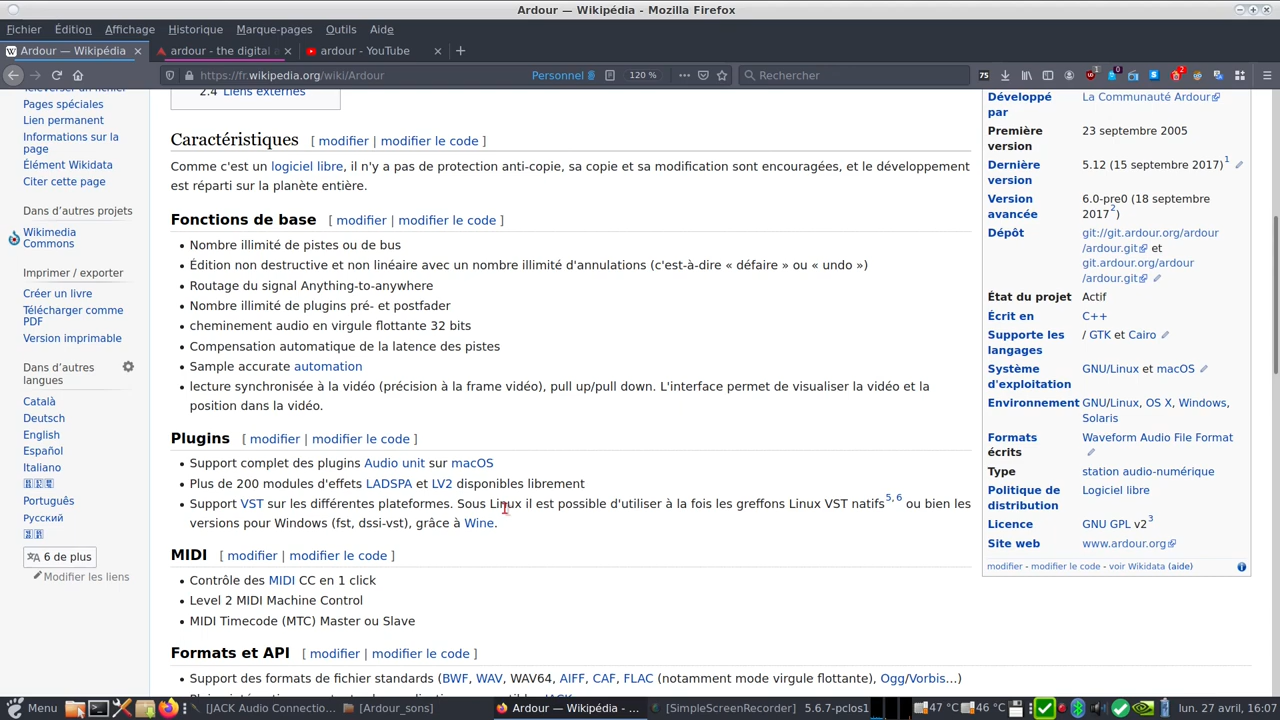 Ardour — Wikipédia - Mozilla Firefox
Fichier Édition Affichage Historique Marque-pages Outils Aide
Ardour — Wikipédia
ardour - the digital
ardour - YouTube
https://fr.wikipedia.org/wiki/Ardour
Personnel
120 %
Rechercher
Téléverser un fichier
Pages spéciales
Lien permanent
Informations sur la
page
Élément Wikidata
Citer cette page
Dans d’autres projets
Wikimedia
Commons
Imprimer / exporter
Créer un livre
Télécharger comme
PDF
Version imprimable
Dans d’autres
langues
Català
Deutsch
English
Español
Italiano
Português
Русский
6 de plus
Modifier les liens
2.4 Liens externes
Caractéristiques [ modifier | modifier le code ]
Comme c'est un logiciel libre, il n'y a pas de protection anti-copie, sa copie et sa modification sont encouragées, et le développement
est réparti sur la planète entière.
Fonctions de base [ modifier | modifier le code ]
• Nombre illimité de pistes ou de bus
• Édition non destructive et non linéaire avec un nombre illimité d'annulations (c'est-à-dire « défaire » ou « undo »)
• Routage du signal Anything-to-anywhere
• Nombre illimité de plugins pré- et postfader
• cheminement audio en virgule flottante 32 bits
• Compensation automatique de la latence des pistes
• Sample accurate automation
• lecture synchronisée à la vidéo (précision à la frame vidéo), pull up/pull down. L'interface permet de visualiser la vidéo et la
position dans la vidéo.
Plugins [ modifier | modifier le code ]
• Support complet des plugins Audio unit sur macOS
• Plus de 200 modules d'effets LADSPA et LV2 disponibles librement
• Support VST sur les différentes plateformes. Sous Linux il est possible d'utiliser à la fois les greffons Linux VST natifs5, 6 ou bien les
versions pour Windows (fst, dssi-vst), grâce à Wine.
MIDI [ modifier | modifier le code ]
• Contrôle des MIDI CC en 1 click
• Level 2 MIDI Machine Control
• MIDI Timecode (MTC) Master ou Slave
Formats et API [ modifier | modifier le code ]
• Support des formats de fichier standards (BWF, WAV, WAV64, AIFF, CAF, FLAC (notamment mode virgule flottante), Ogg/Vorbis…)
Développé La Communauté Ardour
par
Première 23 septembre 2005
version
Dernière 5.12 (15 septembre 2017)1
version
Version 6.0-pre0 (18 septembre
avancée 20172)
Dépôt git://git.ardour.org/ardour
/ardour.git et
git.ardour.org/ardour
/ardour.git
État du projet Actif
Écrit en C++
Supporte les / GTK et Cairo
langages
Système GNU/Linux et macOS
d'exploitation
Environnement GNU/Linux, OS X, Windows,
Solaris
Formats Waveform Audio File Format
écrits
Type station audio-numérique
Politique de Logiciel libre
distribution
Licence GNU GPL v23
Site web www.ardour.org
modifier - modifier le code - voir Wikidata (aide)
Menu
[JACK Audio Connectio...
[Ardour_sons]
Ardour — Wikipédia - ...
[SimpleScreenRecorder]
5.6.7-pclos1
47 °C
46 °C
lun. 27 avril, 16:07